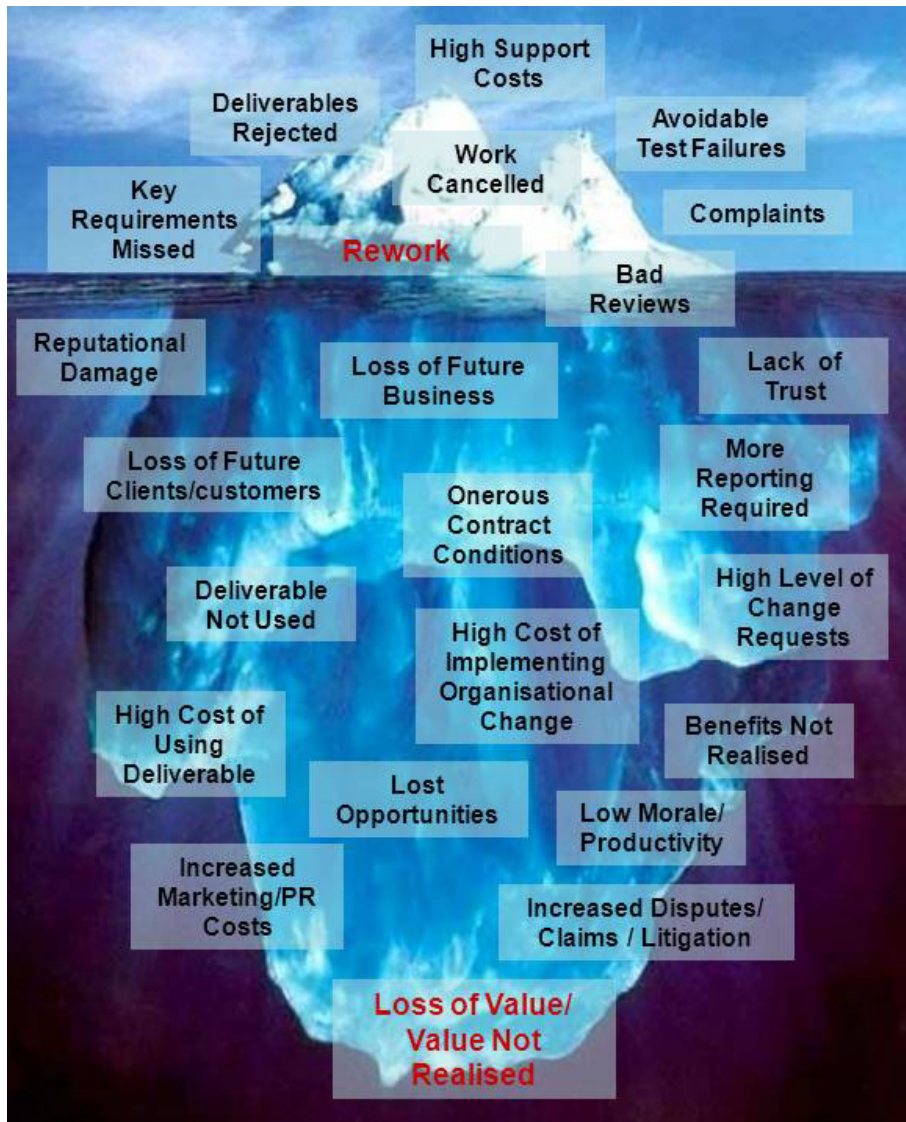 High Support
Costs
Deliverables
Rejected
Avoidable
Test Failures
Work
Cancelled
Key
Requirements
Missed
Complaints
Rework
Bad
Reviews
Reputational
Damage
Loss of Future
Business
Lack of
Trust
Loss of Future
Clients/customers
More
Reporting
Required
Onerous
Contract
Conditions
Deliverable
Not Used
High Level of
Change
Requests
High Cost of
Implementing
Organisational
Change
High Cost of
Using
Deliverable
Benefits Not
Realised
Lost
Opportunities
Low Morale/
Productivity
Increased
Marketing/PR
Costs
Increased Disputes/
Claims / Litigation
Loss of Value/
Value Not
Realised